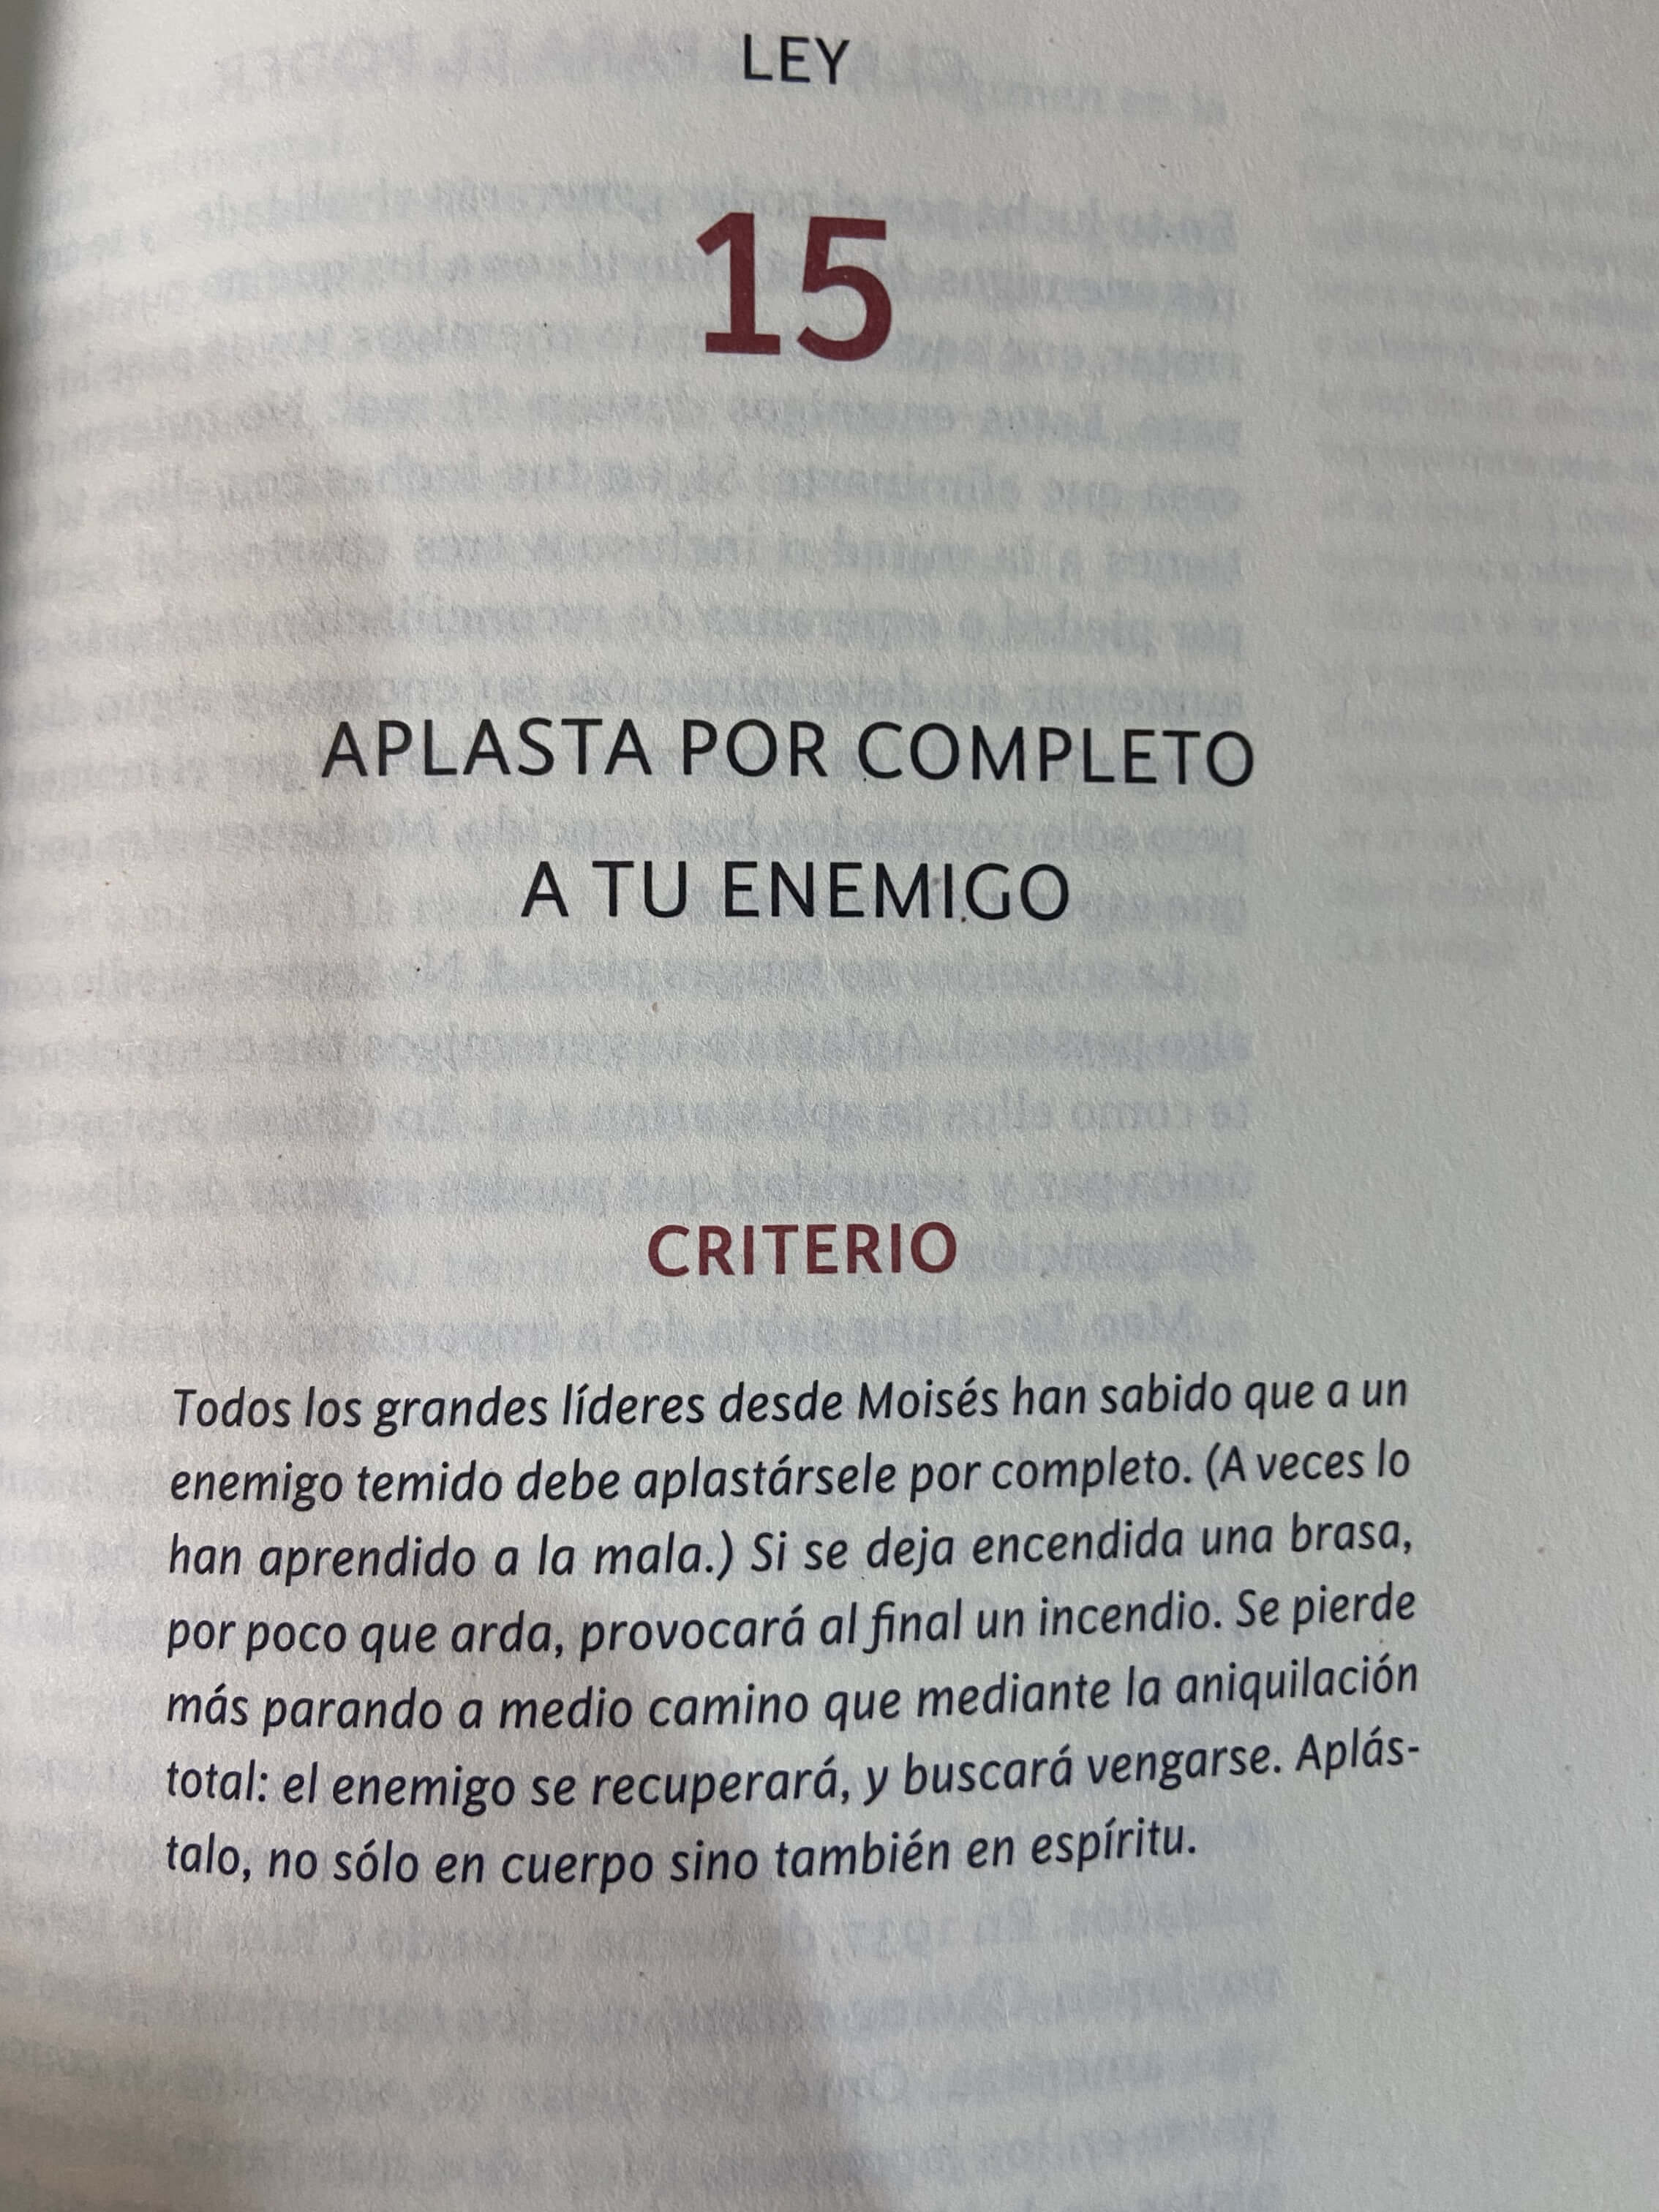 LEY
15
APLASTA POR COMPLETO
A TU ENEMIGO
CRITERIO
Todos los grandes líderes desde Moisés han sabido que a un
enemigo temido debe aplastársele por completo. (A veces lo
han aprendido a la mala.) Si se deja encendida una brasa,
por poco que arda, provocará al final un incendio. Se pierde
más parando a medio camino que mediante la aniquilación
total: el enemigo se recuperará, y buscará vengarse. Aplás-
talo, no sólo en cuerpo sino también en espíritu.